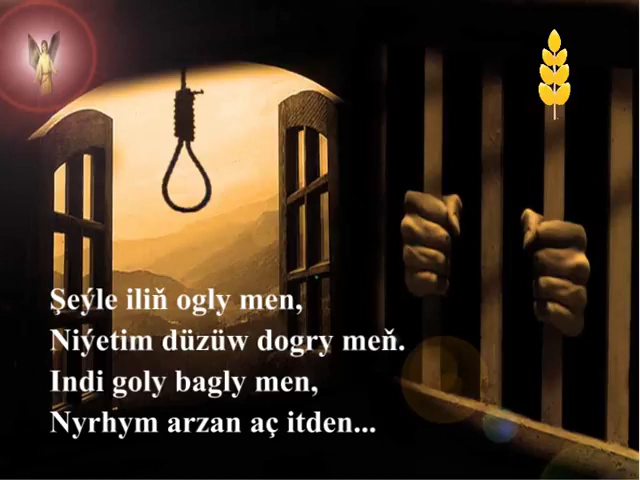 Şeýle iliň ogly men,
Niýetim düzüw dogry meň.
Indi goly bagly men,
Nyrhym arzan aç itden...